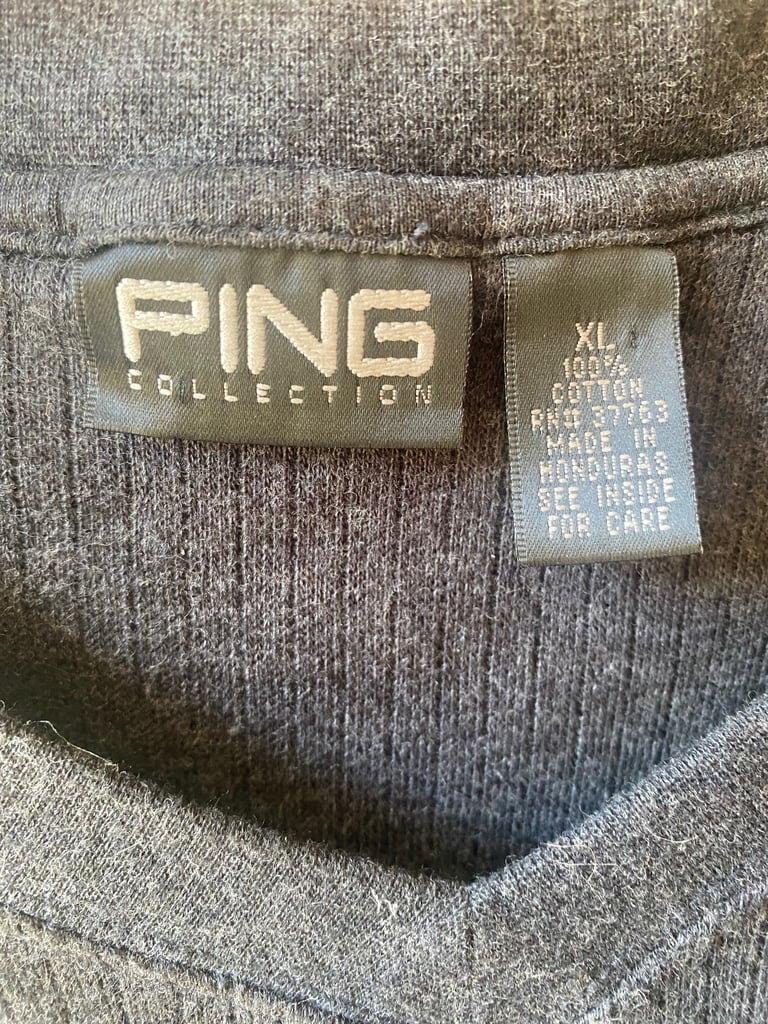 PING
COLLECTION
XL
100%
COTTON
RN# 37763
MADE IN
HONDURAS
SEE INSIDE
FOR CARE